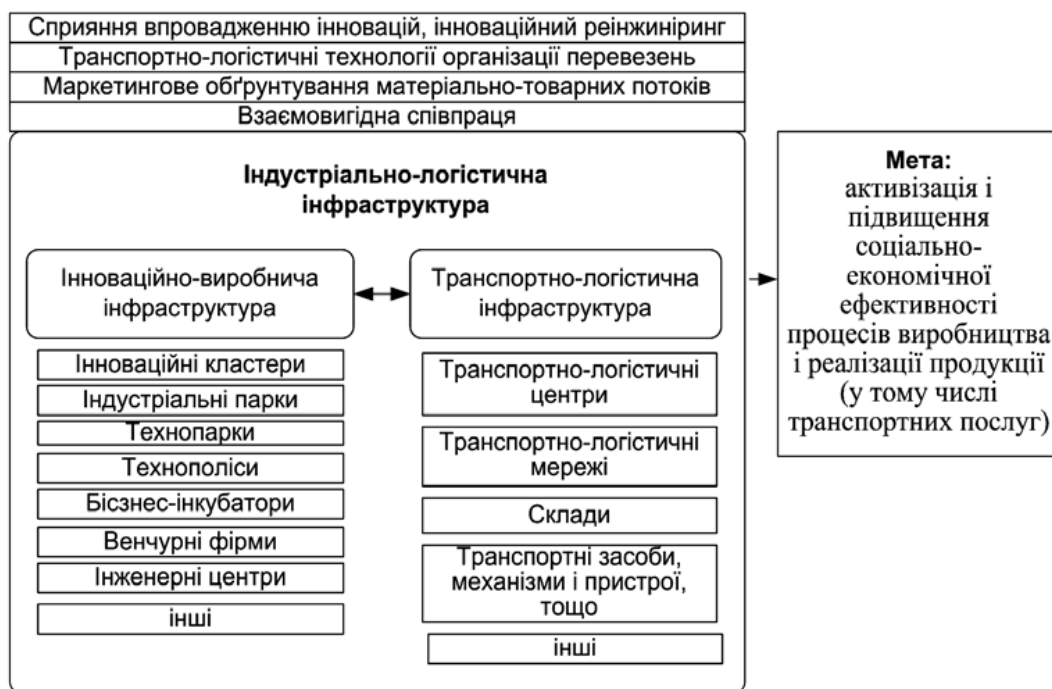 Сприяння впровадженню інновацій, інноваційний реінжиніринг
Транспортно-логістичні технології організації перевезень
Маркетингове обґрунтування матеріально-товарних потоків
Взаємовигідна співпраця
Індустріально-логістична
інфраструктура
Інноваційно-виробнича
інфраструктура
Інноваційні кластери
Індустріальні парки
Технопарки
Технополіси
Бісзнес-інкубатори
Венчурні фірми
Інженерні центри
інші
Транспортно-логістична
інфраструктура
Транспортно-логістичні
центри
Транспортно-логістичні
мережі
Склади
Транспортні засоби,
механізми і пристрої,
тощо
інші
Мета:
активізація і
підвищення
соціально-
економічної
ефективності
процесів виробництва
і реалізації продукції
(у тому числі
транспортних послуг)